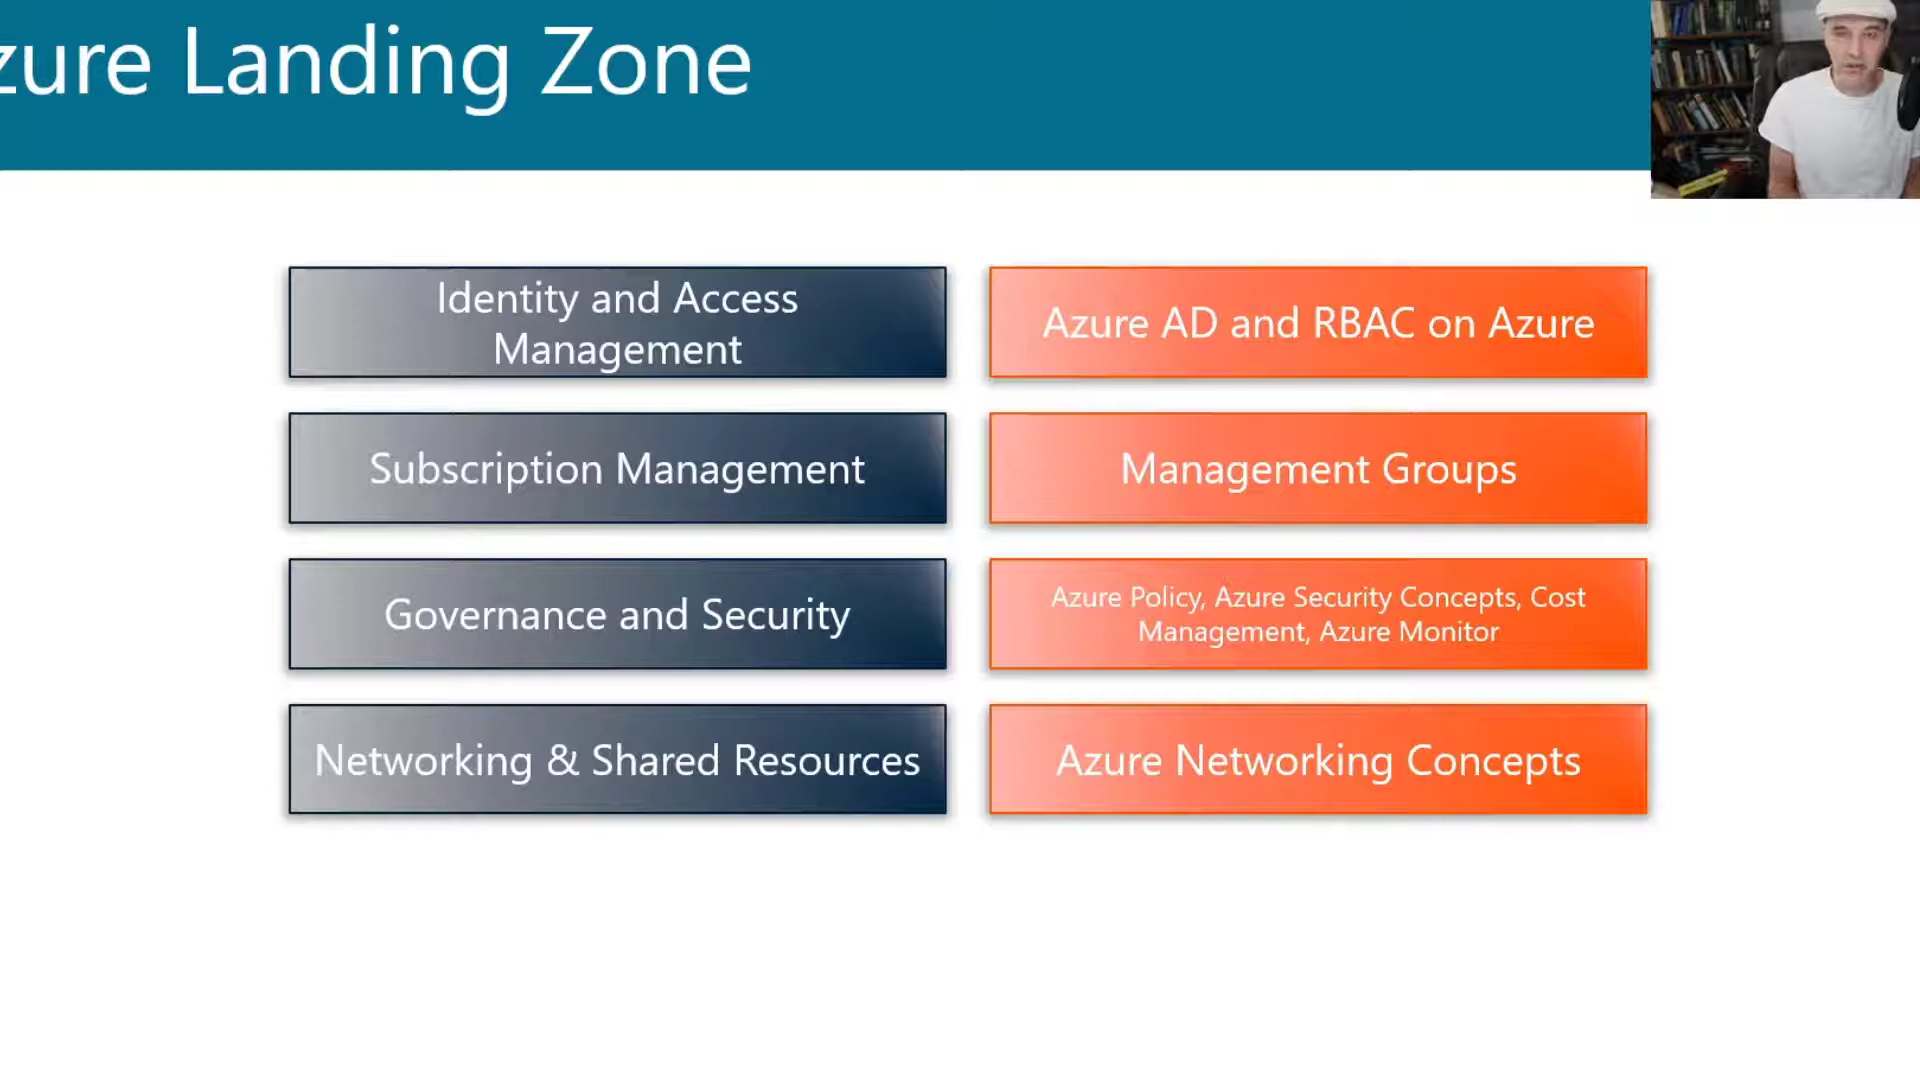 zure Landing Zone
Identity and Access
Management
Azure AD and RBAC on Azure
Subscription Management
Management Groups
Governance and Security
Azure Policy, Azure Security Concepts, Cost
Management, Azure Monitor
Networking & Shared Resources
Azure Networking Concepts